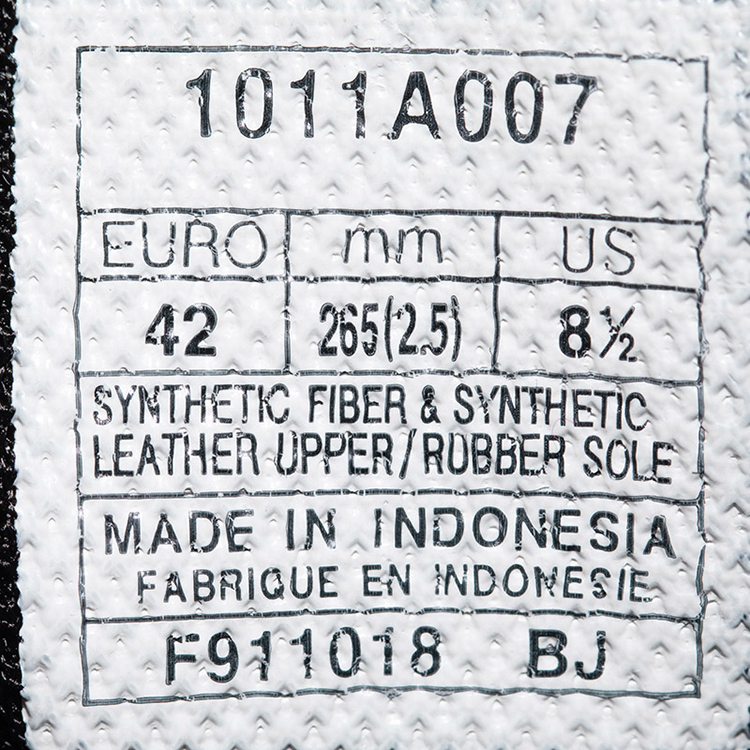 1011A007
EURO mm US
42 265(2.5) 8½
SYNTHETIC FIBER & SYNTHETIC
LEATHER UPPER/RUBBER SOLE
MADE IN INDONESIA
FABRIQUE EN INDONESIE
F911018 BJ